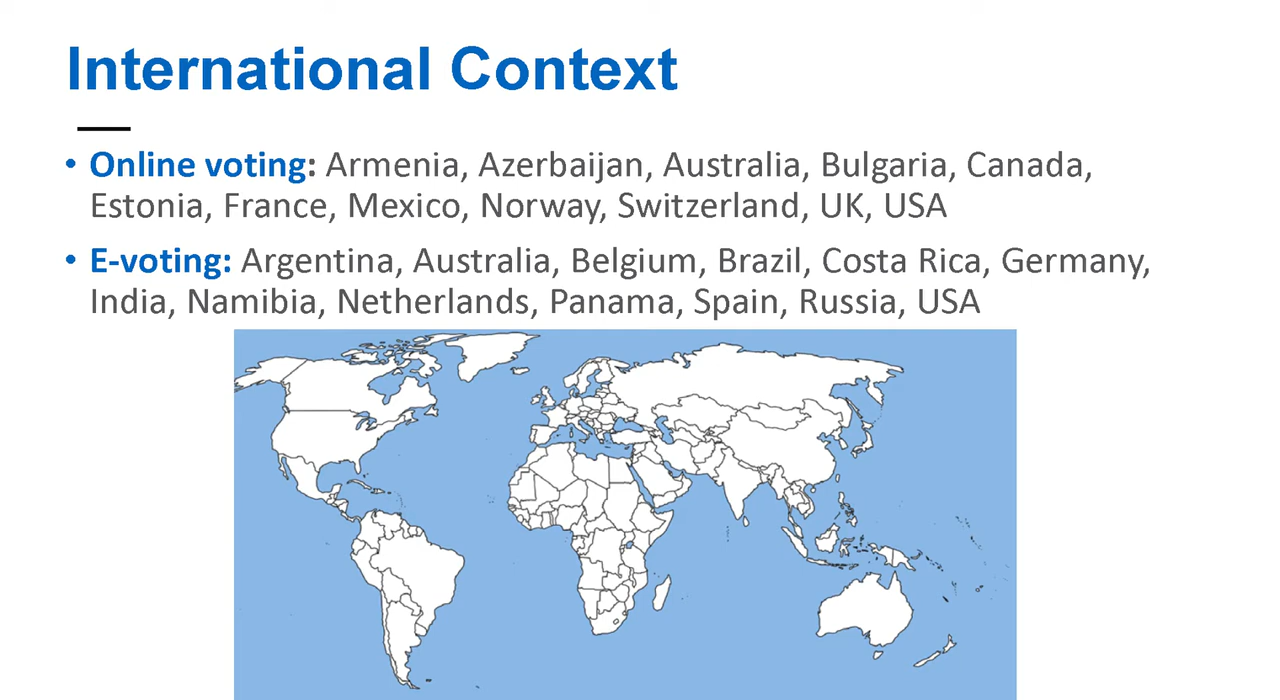 International Context
• Online voting: Armenia, Azerbaijan, Australia, Bulgaria, Canada,
Estonia, France, Mexico, Norway, Switzerland, UK, USA
• E-voting: Argentina, Australia, Belgium, Brazil, Costa Rica, Germany,
India, Namibia, Netherlands, Panama, Spain, Russia, USA